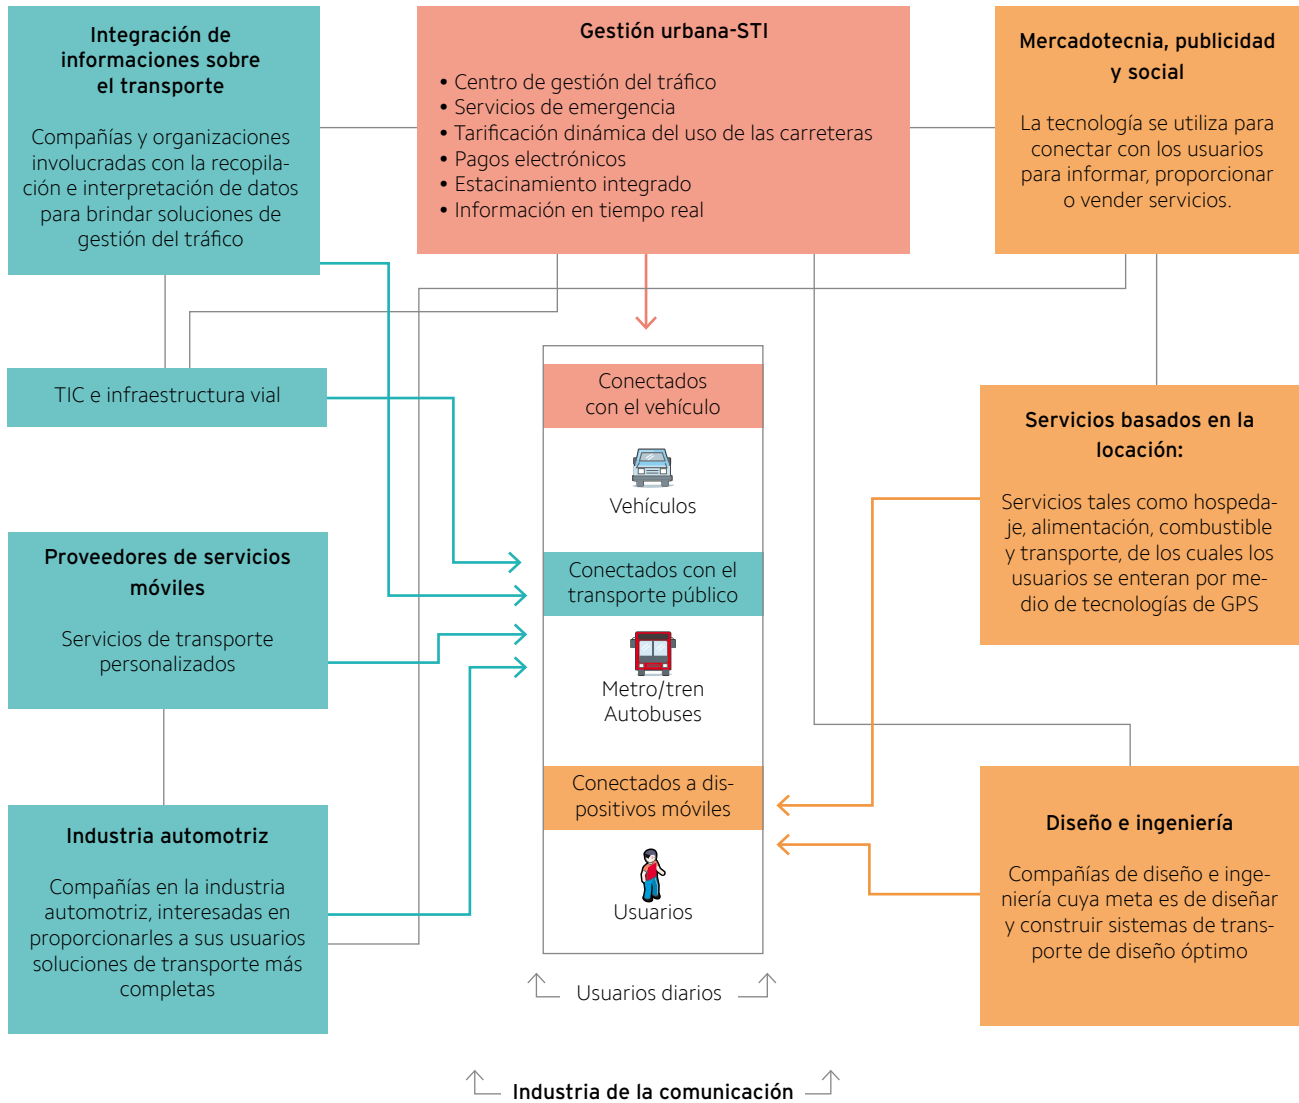 Integración de
informaciones sobre
el transporte
Compañías y organizaciones
involucradas con la recopila-
ción e interpretación de datos
para brindar soluciones de
gestión del tráfico
Gestión urbana-STI
• Centro de gestión del tráfico
• Servicios de emergencia
• Tarificación dinámica del uso de las carreteras
• Pagos electrónicos
• Estacinamiento integrado
• Información en tiempo real
Mercadotecnia, publicidad
y social
La tecnología se utiliza para
conectar con los usuarios
para informar, proporcionar
o vender servicios.
TIC e infraestructura vial
Proveedores de servicios
móviles
Servicios de transporte
personalizados
Industria automotriz
Compañías en la industria
automotriz, interesadas en
proporcionarles a sus usuarios
soluciones de transporte más
completas
Conectados
con el vehículo
Vehículos
Conectados con el
transporte público
Metro/tren
Autobuses
Conectados a dis-
positivos móviles
Usuarios
Usuarios diarios
Servicios basados en la
locación:
Servicios tales como hospeda-
je, alimentación, combustible
y transporte, de los cuales los
usuarios se enteran por me-
dio de tecnologías de GPS
Diseño e ingeniería
Compañías de diseño e inge-
niería cuya meta es de diseñar
y construir sistemas de trans-
porte de diseño óptimo
Industria de la comunicación